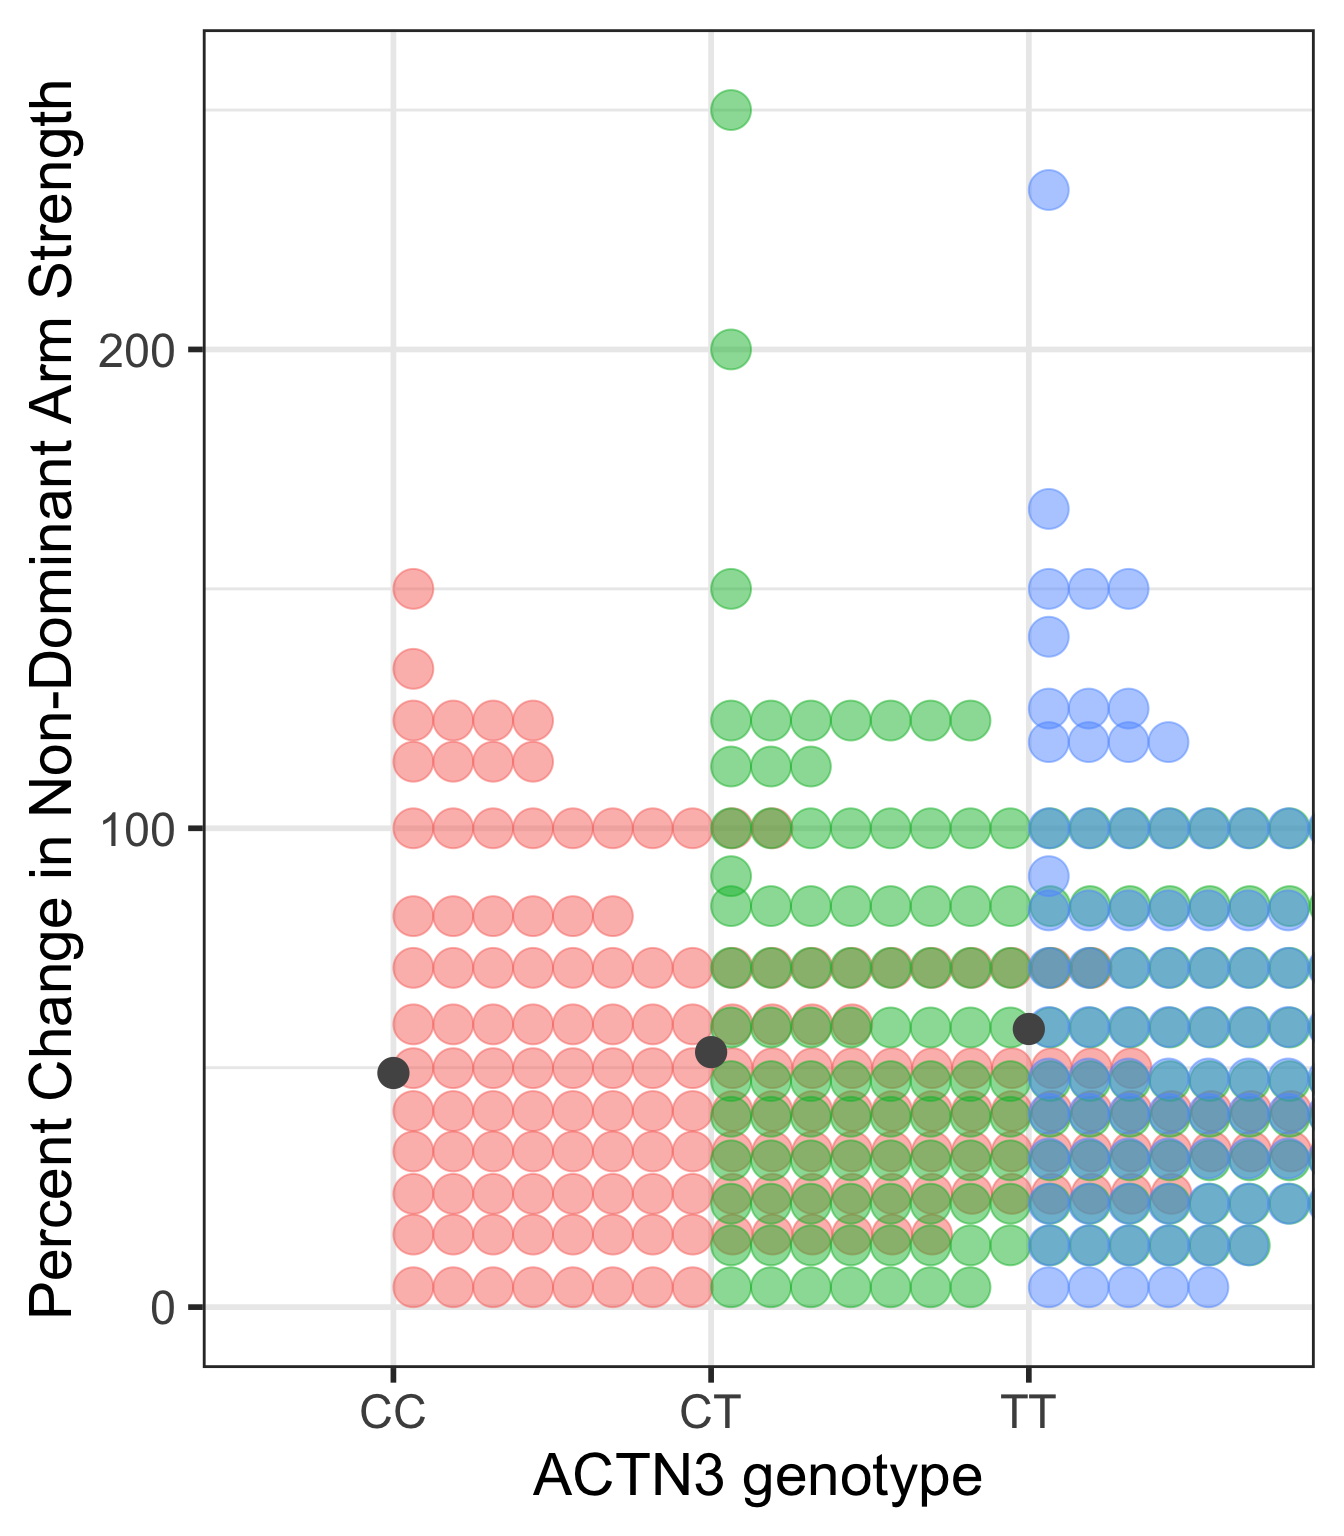 Percent Change in Non-Dominant Arm Strength
200
100
0
CC CT TT
ACTN3 genotype